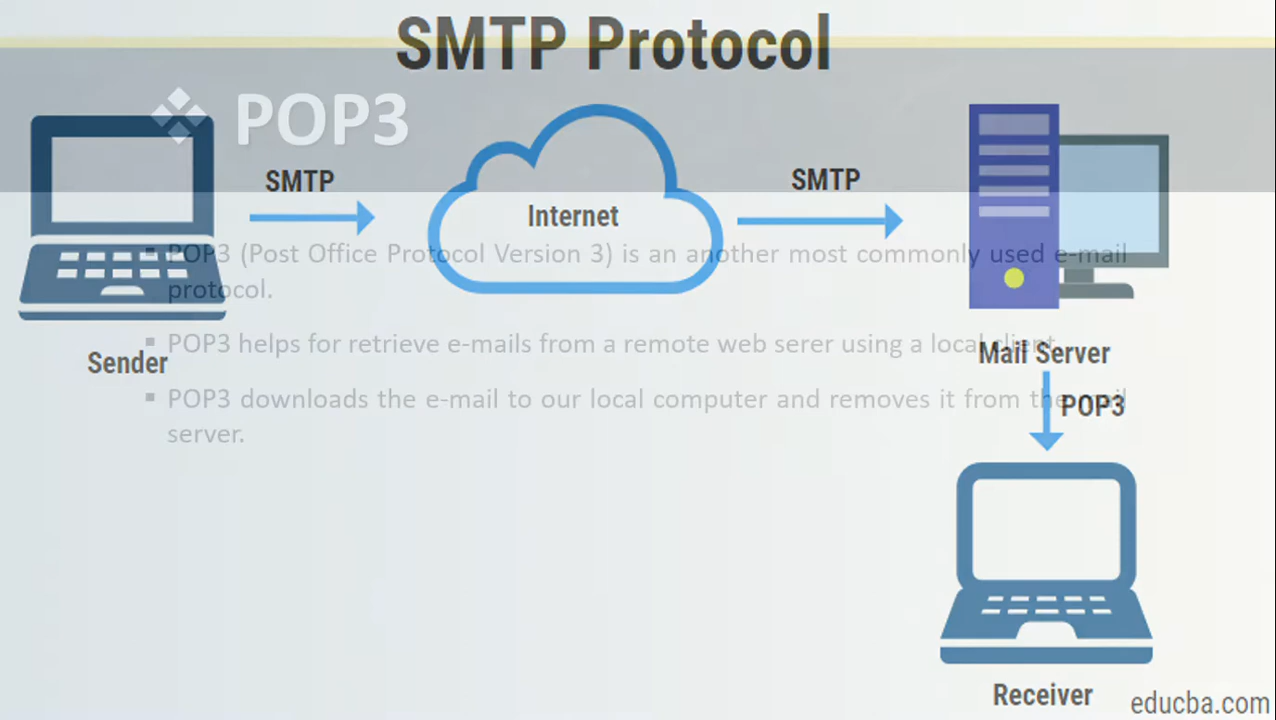 SMTP Protocol
❖ POP3
SMTP
SMTP
Internet
▪ POP3 (Post Office Protocol Version 3) is an another most commonly used e-mail
protocol.
▪ POP3 helps for retrieve e-mails from a remote web serer using a local client.
Sender
Mail Server
▪ POP3 downloads the e-mail to our local computer and removes it from the mail
server.
POP3
Receiver
educba.com